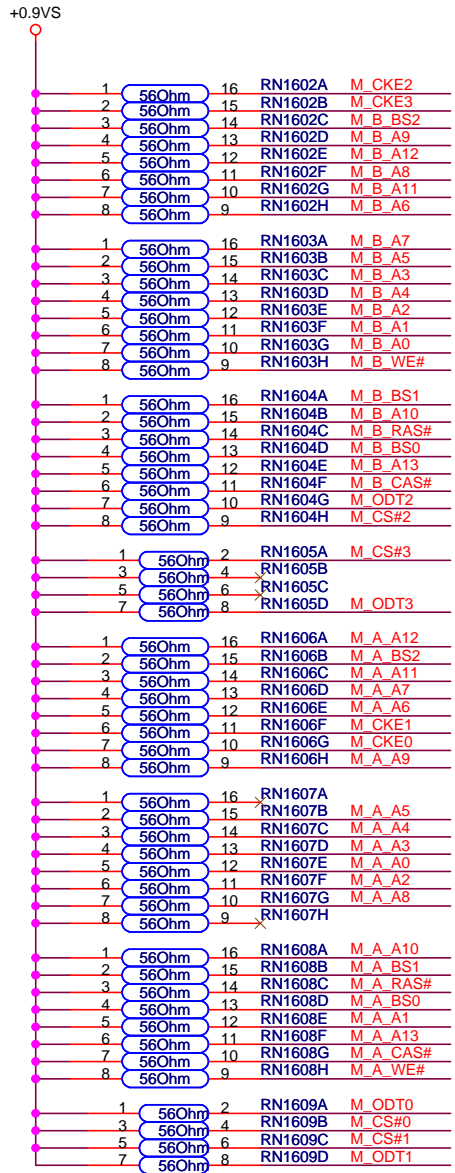 +0.9VS
1 56Ohm 16 RN1602A M_CKE2
2 56Ohm 15 RN1602B M_CKE3
3 56Ohm 14 RN1602C M_B_BS2
4 56Ohm 13 RN1602D M_B_A9
5 56Ohm 12 RN1602E M_B_A12
6 56Ohm 11 RN1602F M_B_A8
7 56Ohm 10 RN1602G M_B_A11
8 56Ohm 9 RN1602H M_B_A6
1 56Ohm 16 RN1603A M_B_A7
2 56Ohm 15 RN1603B M_B_A5
3 56Ohm 14 RN1603C M_B_A3
4 56Ohm 13 RN1603D M_B_A4
5 56Ohm 12 RN1603E M_B_A2
6 56Ohm 11 RN1603F M_B_A1
7 56Ohm 10 RN1603G M_B_A0
8 56Ohm 9 RN1603H M_B_WE#
1 56Ohm 16 RN1604A M_B_BS1
2 56Ohm 15 RN1604B M_B_A10
3 56Ohm 14 RN1604C M_B_RAS#
4 56Ohm 13 RN1604D M_B_BS0
5 56Ohm 12 RN1604E M_B_A13
6 56Ohm 11 RN1604F M_B_CAS#
7 56Ohm 10 RN1604G M_ODT2
8 56Ohm 9 RN1604H M_CS#2
1 56Ohm 2 RN1605A M_CS#3
3 56Ohm 4 RN1605B
5 56Ohm 6 RN1605C
7 56Ohm 8 RN1605D M_ODT3
1 56Ohm 16 RN1606A M_A_A12
2 56Ohm 15 RN1606B M_A_BS2
3 56Ohm 14 RN1606C M_A_A11
4 56Ohm 13 RN1606D M_A_A7
5 56Ohm 12 RN1606E M_A_A6
6 56Ohm 11 RN1606F M_CKE1
7 56Ohm 10 RN1606G M_CKE0
8 56Ohm 9 RN1606H M_A_A9
1 56Ohm 16 RN1607A
2 56Ohm 15 RN1607B M_A_A5
3 56Ohm 14 RN1607C M_A_A4
4 56Ohm 13 RN1607D M_A_A3
5 56Ohm 12 RN1607E M_A_A0
6 56Ohm 11 RN1607F M_A_A2
7 56Ohm 10 RN1607G M_A_A8
8 56Ohm 9 RN1607H
1 56Ohm 16 RN1608A M_A_A10
2 56Ohm 15 RN1608B M_A_BS1
3 56Ohm 14 RN1608C M_A_RAS#
4 56Ohm 13 RN1608D M_A_BS0
5 56Ohm 12 RN1608E M_A_A1
6 56Ohm 11 RN1608F M_A_A13
7 56Ohm 10 RN1608G M_A_CAS#
8 56Ohm 9 RN1608H M_A_WE#
1 56Ohm 2 RN1609A M_ODT0
3 56Ohm 4 RN1609B M_CS#0
5 56Ohm 6 RN1609C M_CS#1
7 56Ohm 8 RN1609D M_ODT1